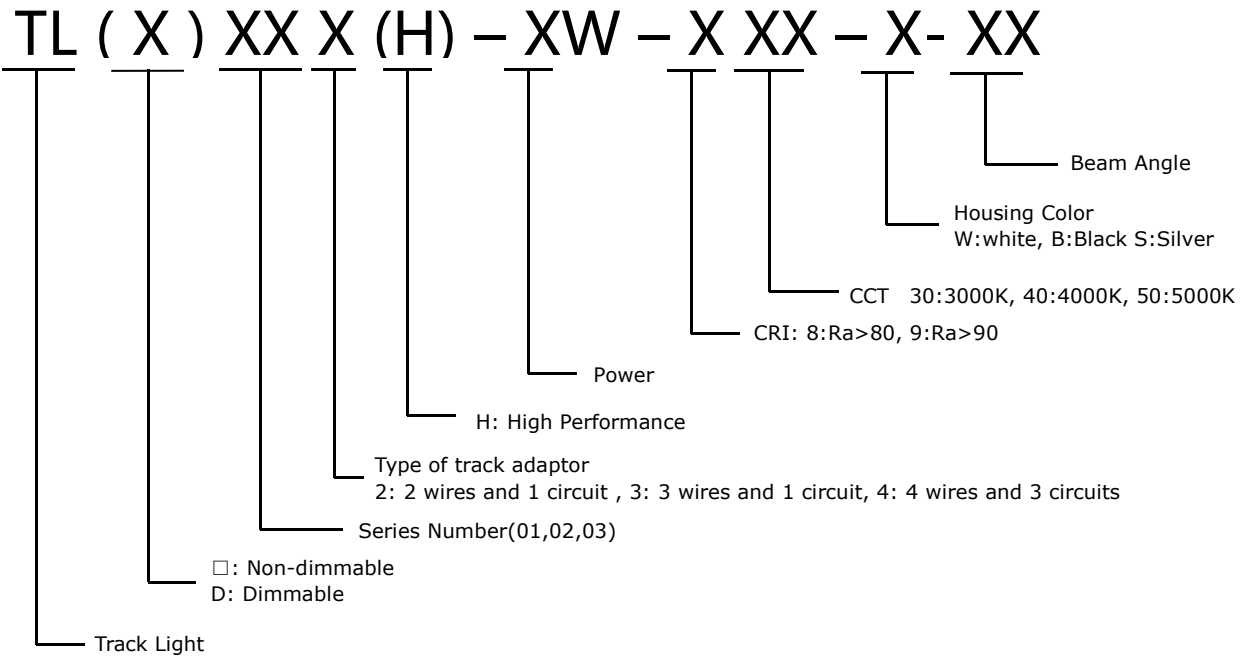 TL ( X ) XX X (H) – XW – X XX – X- XX
Beam Angle
Housing Color
W:white, B:Black S:Silver
CCT 30:3000K, 40:4000K, 50:5000K
CRI: 8:Ra>80, 9:Ra>90
Power
H: High Performance
Type of track adaptor
2: 2 wires and 1 circuit , 3: 3 wires and 1 circuit, 4: 4 wires and 3 circuits
Series Number(01,02,03)
□: Non-dimmable
D: Dimmable
Track Light